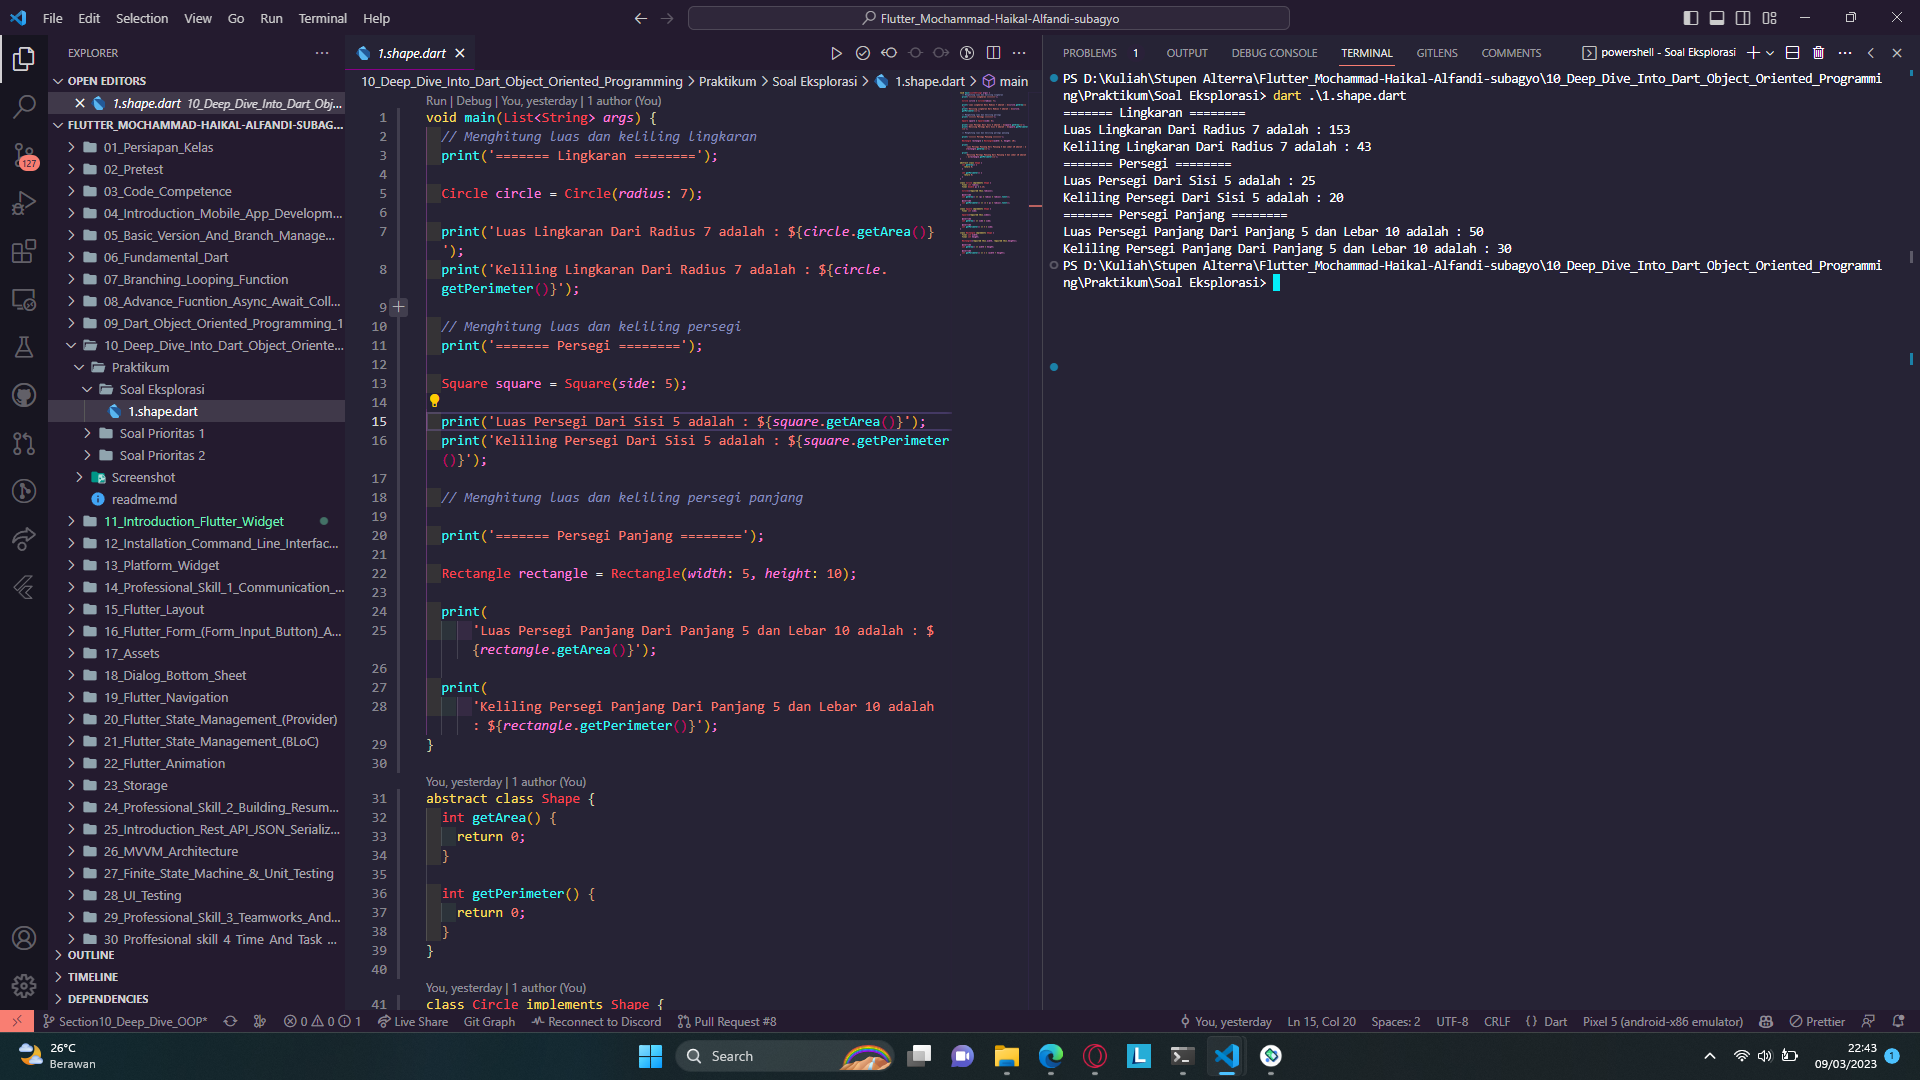 File Edit Selection View Go Run Terminal Help
Flutter_Mochammad-Haikal-Alfandi-subagyo
EXPLORER
OPEN EDITORS
1.shape.dart 10_Deep_Dive_Into_Dart_Obj...
FLUTTER_MOCHAMMAD-HAIKAL-ALFANDI-SUBAG...
01_Persiapan_Kelas
02_Pretest
03_Code_Competence
04_Introduction_Mobile_App_Developm...
05_Basic_Version_And_Branch_Manage...
06_Fundamental_Dart
07_Branching_Looping_Function
08_Advance_Fucntion_Async_Await_Coll...
09_Dart_Object_Oriented_Programming_1
10_Deep_Dive_Into_Dart_Object_Oriente...
Praktikum
Soal Eksplorasi
1.shape.dart
Soal Prioritas 1
Soal Prioritas 2
Screenshot
readme.md
11_Introduction_Flutter_Widget
12_Installation_Command_Line_Interfac...
13_Platform_Widget
14_Professional_Skill_1_Communication_...
15_Flutter_Layout
16_Flutter_Form_(Form_Input_Button)_A...
17_Assets
18_Dialog_Bottom_Sheet
19_Flutter_Navigation
20_Flutter_State_Management_(Provider)
21_Flutter_State_Management_(BLoC)
22_Flutter_Animation
23_Storage
24_Professional_Skill_2_Building_Resum...
25_Introduction_Rest_API_JSON_Serializ...
26_MVVM_Architecture
27_Finite_State_Machine_&_Unit_Testing
28_UI_Testing
29_Professional_Skill_3_Teamworks_And...
30 Proffesional skill 4 Time And Task ...
OUTLINE
TIMELINE
DEPENDENCIES
127
1.shape.dart
10_Deep_Dive_Into_Dart_Object_Oriented_Programming > Praktikum > Soal Eksplorasi > 1.shape.dart > main
Run | Debug | You, yesterday | 1 author (You)
1 void main(List<String> args) {
2 // Menghitung luas dan keliling lingkaran
3 print('======= Lingkaran ========');
4
5 Circle circle = Circle(radius: 7);
6
7 print('Luas Lingkaran Dari Radius 7 adalah : ${circle.getArea()}
');
8 print('Keliling Lingkaran Dari Radius 7 adalah : ${circle.
getPerimeter()}');
9
10 // Menghitung luas dan keliling persegi
11 print('======= Persegi ========');
12
13 Square square = Square(side: 5);
14
15 print('Luas Persegi Dari Sisi 5 adalah : ${square.getArea()}');
16 print('Keliling Persegi Dari Sisi 5 adalah : ${square.getPerimeter
()}');
17
18 // Menghitung luas dan keliling persegi panjang
19
20 print('======= Persegi Panjang ========');
21
22 Rectangle rectangle = Rectangle(width: 5, height: 10);
23
24 print(
25 'Luas Persegi Panjang Dari Panjang 5 dan Lebar 10 adalah : $
{rectangle.getArea()}');
26
27 print(
28 'Keliling Persegi Panjang Dari Panjang 5 dan Lebar 10 adalah
: ${rectangle.getPerimeter()}');
29 }
30
You, yesterday | 1 author (You)
31 abstract class Shape {
32 int getArea() {
33 return 0;
34 }
35
36 int getPerimeter() {
37 return 0;
38 }
39 }
40
You, yesterday | 1 author (You)
41 class Circle implements Shape {
PROBLEMS 1 OUTPUT DEBUG CONSOLE TERMINAL GITLENS COMMENTS
powershell - Soal Eksplorasi
PS D:\Kuliah\Stupen Alterra\Flutter_Mochammad-Haikal-Alfandi-subagyo\10_Deep_Dive_Into_Dart_Object_Oriented_Programmi
ng\Praktikum\Soal Eksplorasi> dart .\1.shape.dart
======= Lingkaran ========
Luas Lingkaran Dari Radius 7 adalah : 153
Keliling Lingkaran Dari Radius 7 adalah : 43
======= Persegi ========
Luas Persegi Dari Sisi 5 adalah : 25
Keliling Persegi Dari Sisi 5 adalah : 20
======= Persegi Panjang ========
Luas Persegi Panjang Dari Panjang 5 dan Lebar 10 adalah : 50
Keliling Persegi Panjang Dari Panjang 5 dan Lebar 10 adalah : 30
PS D:\Kuliah\Stupen Alterra\Flutter_Mochammad-Haikal-Alfandi-subagyo\10_Deep_Dive_Into_Dart_Object_Oriented_Programmi
ng\Praktikum\Soal Eksplorasi>
Section10_Deep_Dive_OOP* 0 0 1 Live Share Git Graph Reconnect to Discord Pull Request #8
You, yesterday Ln 15, Col 20 Spaces: 2 UTF-8 CRLF {} Dart Pixel 5 (android-x86 emulator) Prettier
26°C
Berawan
Search
L
22:43
09/03/2023
1